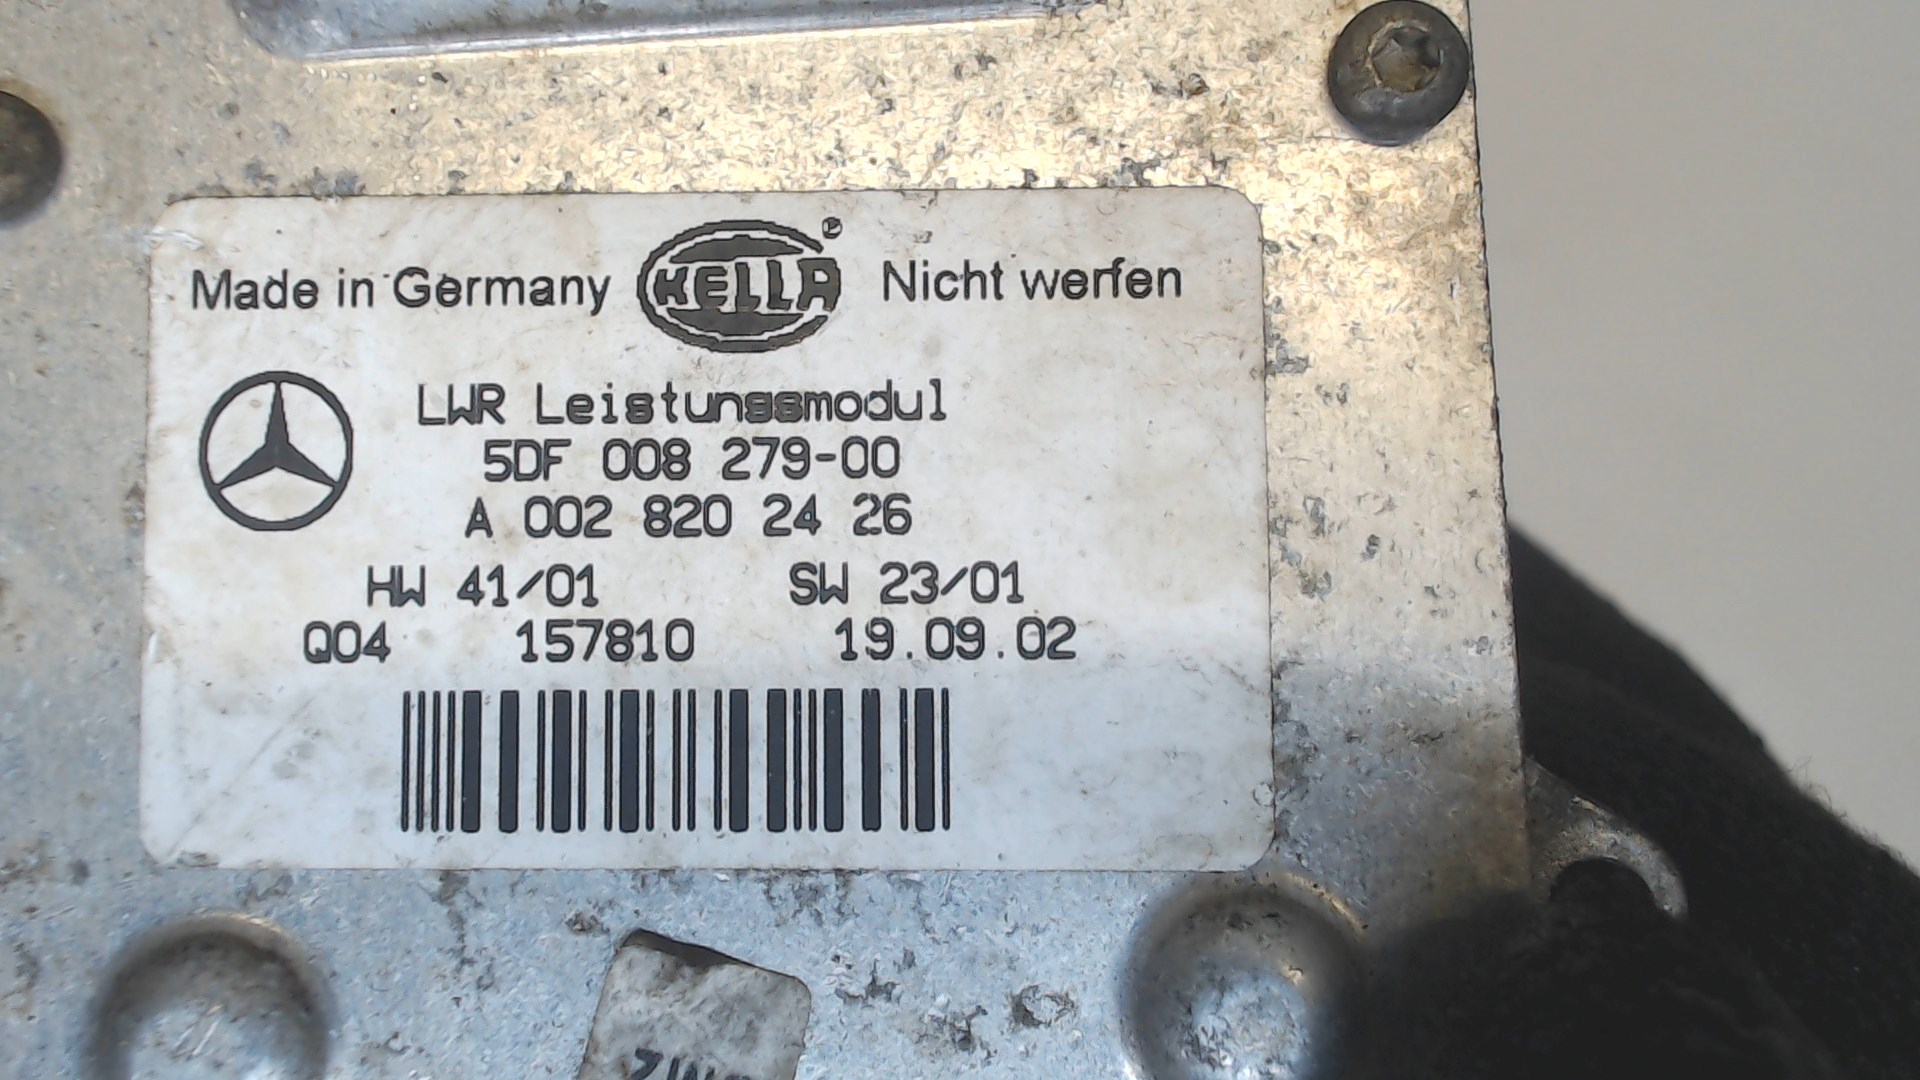 Made in Germany HELLA Nicht werfen
LWR Leistungsmodul
5DF 008 279-00
A 002 820 24 26
HW 41/01 SW 23/01
Q04 157810 19.09.02